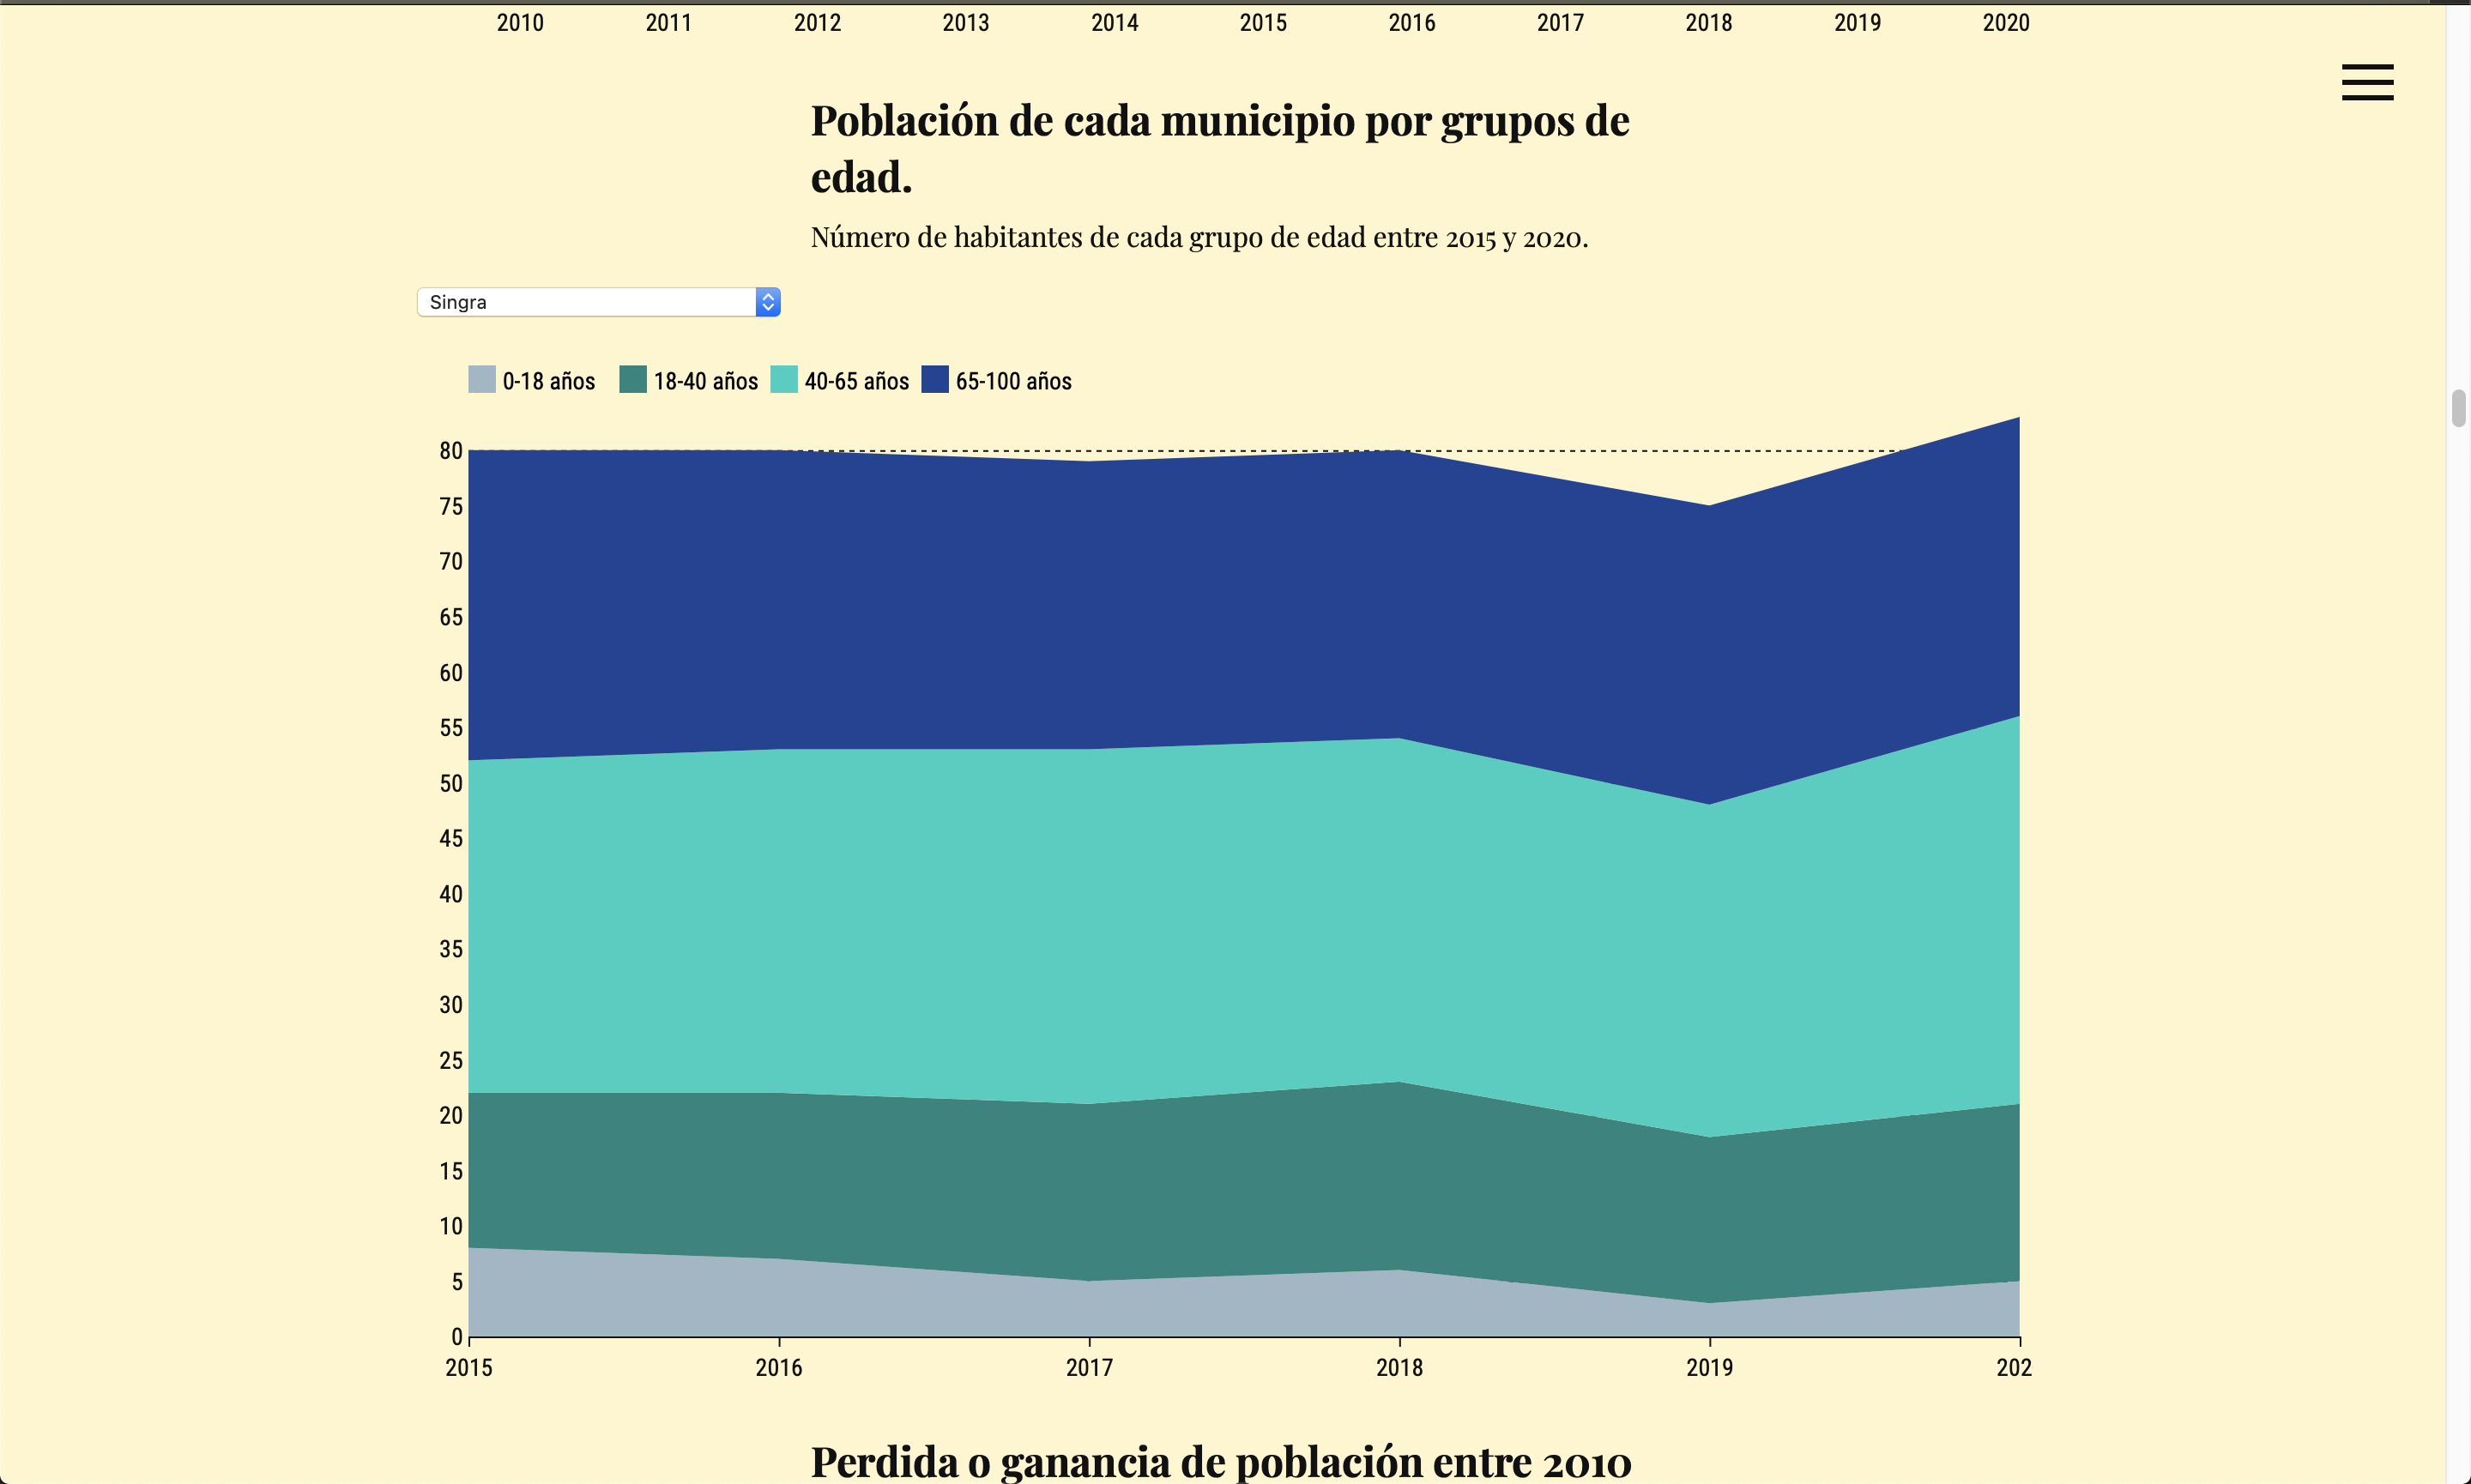 2010 2011 2012 2013 2014 2015 2016 2017 2018 2019 2020
Población de cada municipio por grupos de
edad.
Número de habitantes de cada grupo de edad entre 2015 y 2020.
Singra
0-18 años 18-40 años 40-65 años 65-100 años
80
75
70
65
60
55
50
45
40
35
30
25
20
15
10
5
0
2015 2016 2017 2018 2019 202
Perdida o ganancia de población entre 2010